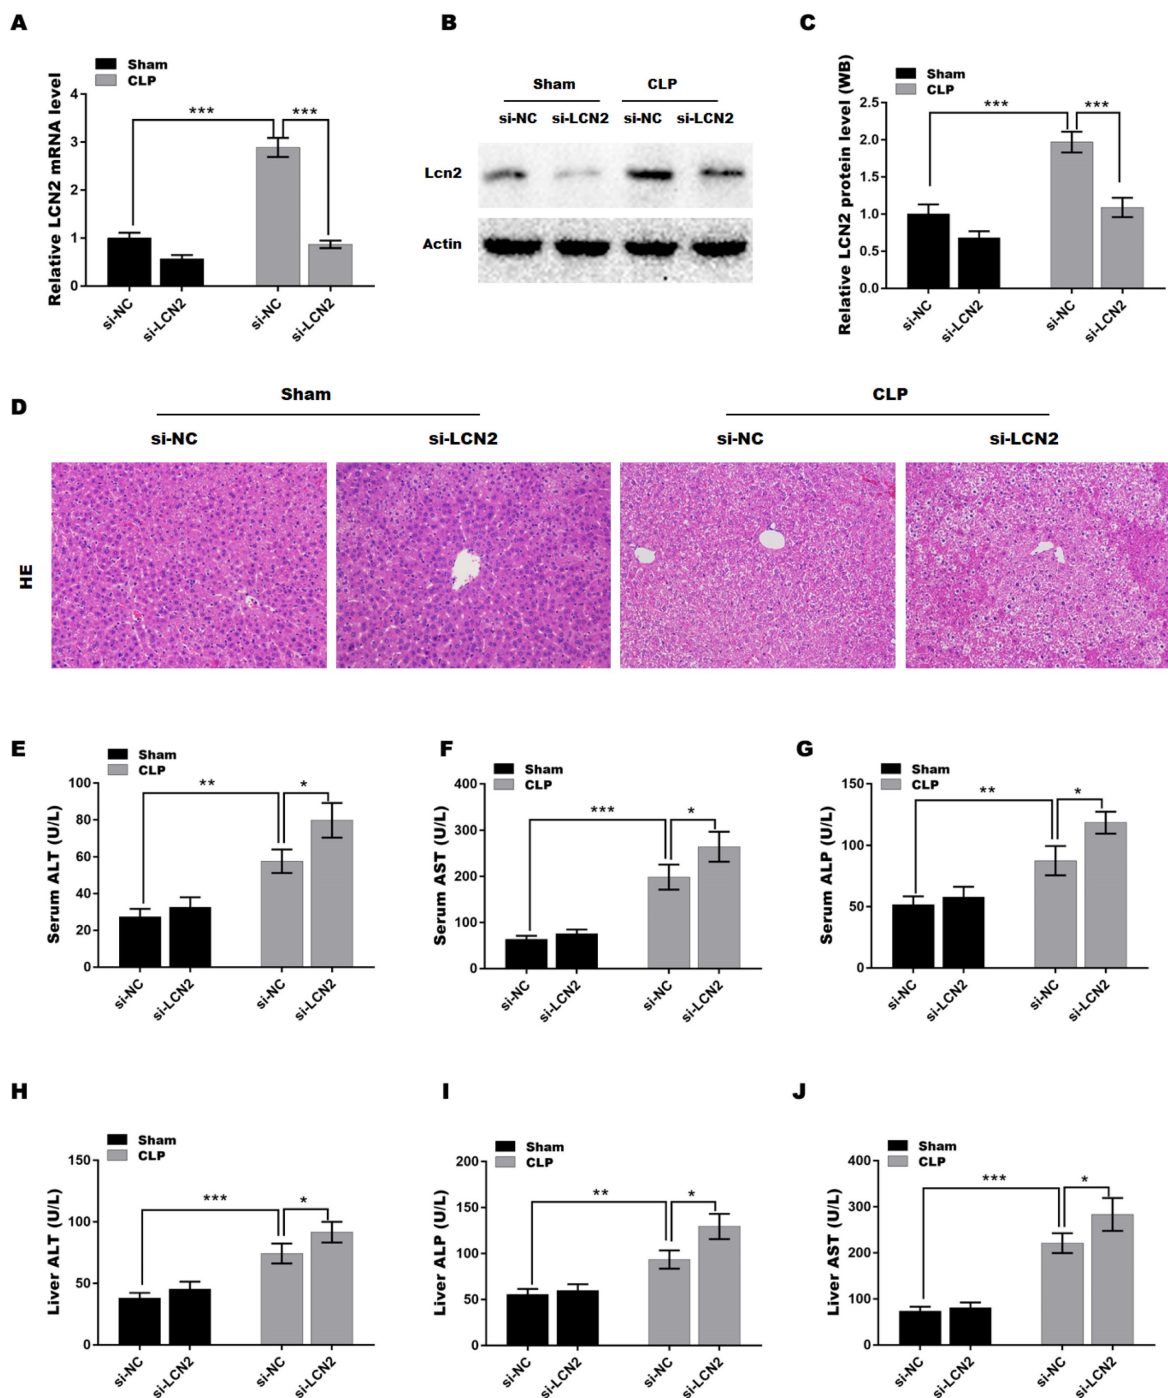 A
Sham
CLP
Relative LCN2 mRNA level
4
3
2
1
0
***
***
si-NC
si-LCN2
si-NC
si-LCN2
B
Sham
CLP
si-NC
si-LCN2
si-NC
si-LCN2
Lcn2
Actin
C
Sham
CLP
Relative LCN2 protein level (WB)
2.5
2.0
1.5
1.0
0.5
0.0
***
***
si-NC
si-LCN2
si-NC
si-LCN2
D
Sham
CLP
si-NC
si-LCN2
si-NC
si-LCN2
HE
E
Sham
CLP
Serum ALT (U/L)
100
80
60
40
20
0
**
*
si-NC
si-LCN2
si-NC
si-LCN2
F
Sham
CLP
Serum AST (U/L)
400
300
200
100
0
***
*
si-NC
si-LCN2
si-NC
si-LCN2
G
Sham
CLP
Serum ALP (U/L)
150
100
50
0
**
*
si-NC
si-LCN2
si-NC
si-LCN2
H
Sham
CLP
Liver ALT (U/L)
150
100
50
0
***
*
si-NC
si-LCN2
si-NC
si-LCN2
I
Sham
CLP
Liver ALP (U/L)
200
150
100
50
0
**
*
si-NC
si-LCN2
si-NC
si-LCN2
J
Sham
CLP
Liver AST (U/L)
400
300
200
100
0
***
*
si-NC
si-LCN2
si-NC
si-LCN2